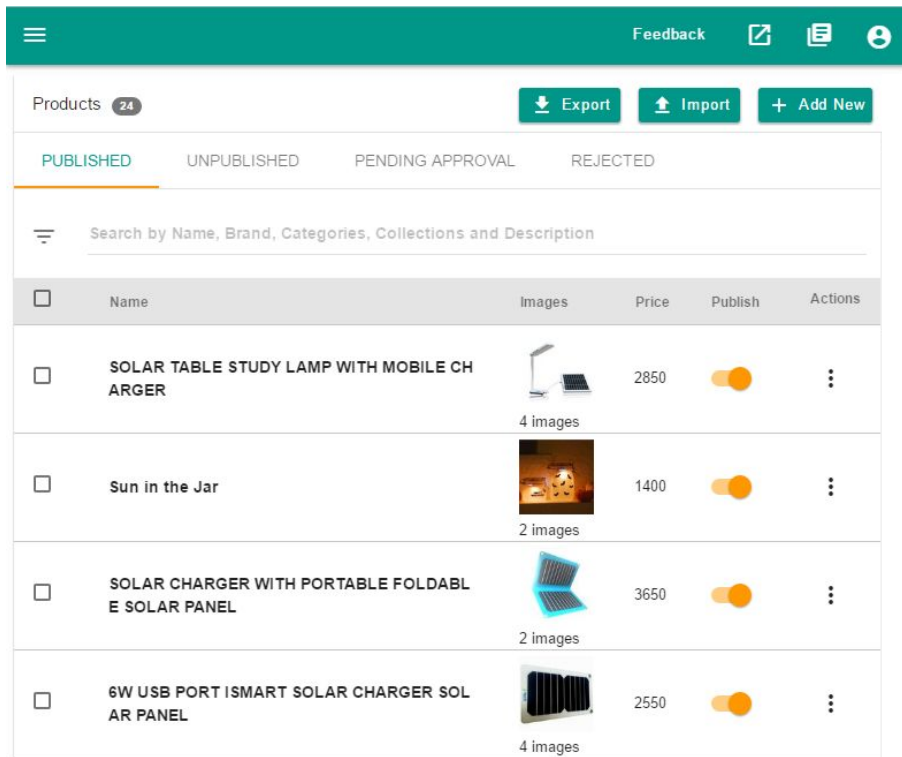 Feedback
Products 24
Export
Import
+ Add New
PUBLISHED UNPUBLISHED PENDING APPROVAL REJECTED
Search by Name, Brand, Categories, Collections and Description
Name Images Price Publish Actions
SOLAR TABLE STUDY LAMP WITH MOBILE CH
ARGER
4 images
2850
Sun in the Jar
2 images
1400
SOLAR CHARGER WITH PORTABLE FOLDABL
E SOLAR PANEL
2 images
3650
6W USB PORT ISMART SOLAR CHARGER SOL
AR PANEL
4 images
2550